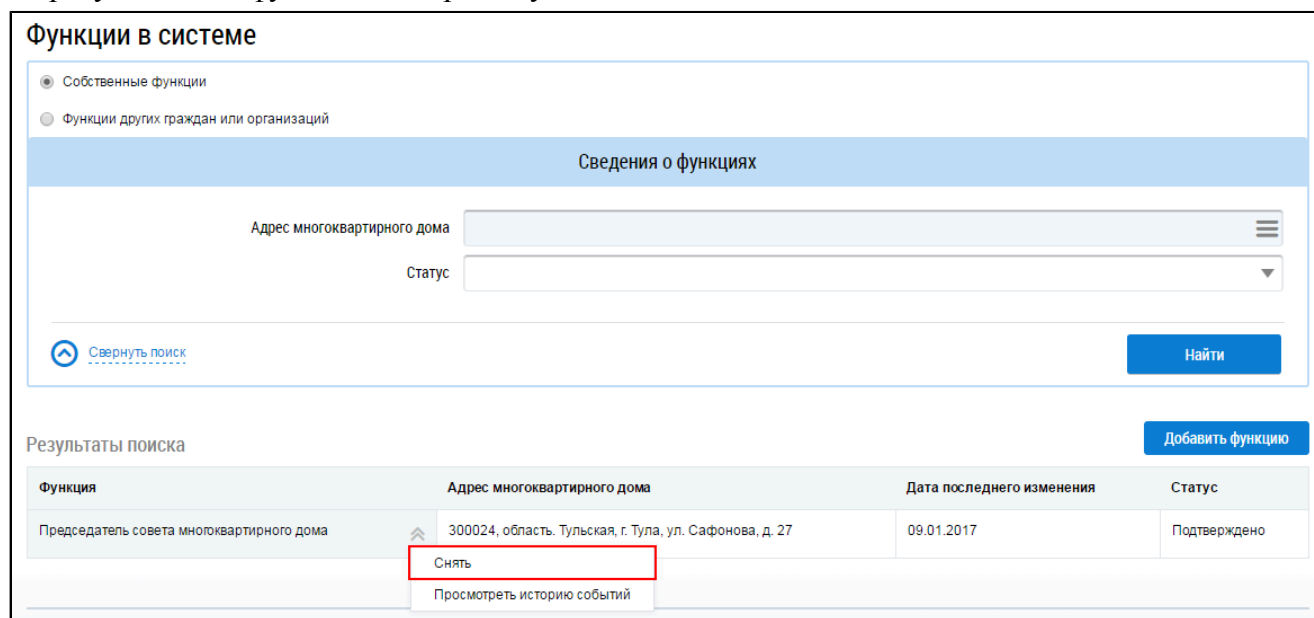 Функции в системе
Собственные функции
Функции других граждан или организаций
Сведения о функциях
Адрес многоквартирного дома
Статус
Свернуть поиск
Найти
Результаты поиска
Добавить функцию
Функция Адрес многоквартирного дома Дата последнего изменения Статус
Председатель совета многоквартирного дома 300024, область. Тульская, г. Тула, ул. Сафонова, д. 27 09.01.2017 Подтверждено
Снять
Просмотреть историю событий